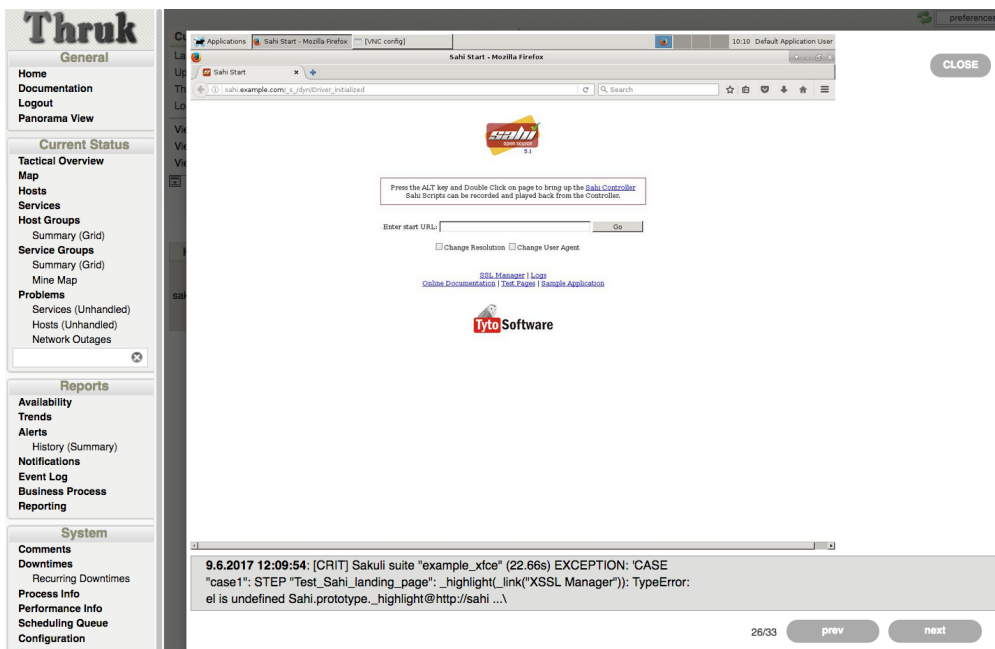 Thruk
General
Home
Documentation
Logout
Panorama View
Current Status
Tactical Overview
Map
Hosts
Services
Host Groups
Summary (Grid)
Service Groups
Summary (Grid)
Mine Map
Problems
Services (Unhandled)
Hosts (Unhandled)
Network Outages
Reports
Availability
Trends
Alerts
History (Summary)
Notifications
Event Log
Business Process
Reporting
System
Comments
Downtimes
Recurring Downtimes
Process Info
Performance Info
Scheduling Queue
Configuration
preferences
CLOSE
Applications Sahi Start - Mozilla Firefox [VNC config] 10:10 Default Application User
Sahi Start - Mozilla Firefox
Sahi Start
sahi.example.com/_s_/dyn/Driver_initialized Search
sahi
open source
5.1
Press the ALT key and Double Click on page to bring up the Sahi Controller
Sahi Scripts can be recorded and played back from the Controller.
Enter start URL: Go
Change Resolution Change User Agent
SSL Manager | Logs
Online Documentation | Test Pages | Sample Application
Tyto Software
9.6.2017 12:09:54: [CRIT] Sakuli suite "example_xfce" (22.66s) EXCEPTION: 'CASE
"case1": STEP "Test_Sahi_landing_page": _highlight(_link("XSSL Manager")): TypeError:
el is undefined Sahi.prototype._highlight@http://sahi ...\
26/33 prev next